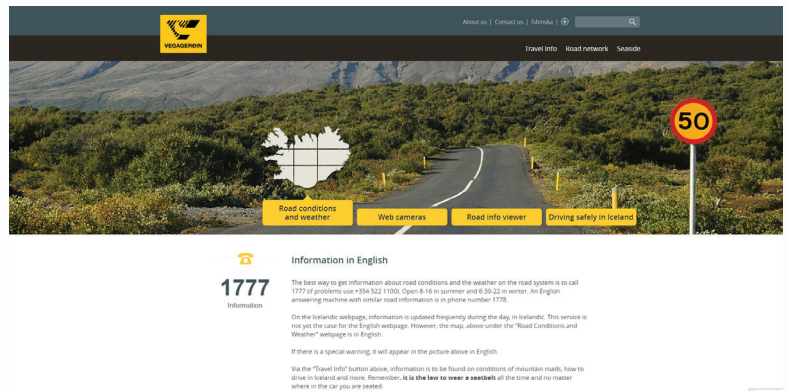 About us | Contact us | Íslenska |
VEGAGERÐIN
Travel Info Road network Seaside
50
Road conditions
and weather
Web cameras
Road info viewer
Driving safely in Iceland
Information in English
1777
Information
The best way to get information about road conditions and the weather on the road system is to call
1777 (if problems use +354 522 1100). Open 8-16 in summer and 6:30-22 in winter. An English
answering machine with similar road information is in phone number 1778.
On the Icelandic webpage, information is updated frequently during the day, in Icelandic. This service is
not yet the case for the English webpage. However, the map, above under the "Road Conditions and
Weather" webpage is in English.
If there is a special warning, it will appear in the picture above in English.
Via the "Travel Info" button above, information is to be found on conditions of mountain roads, how to
drive in Iceland and more. Remember, it is the law to wear a seatbelt all the time and no matter
where in the car you are seated.